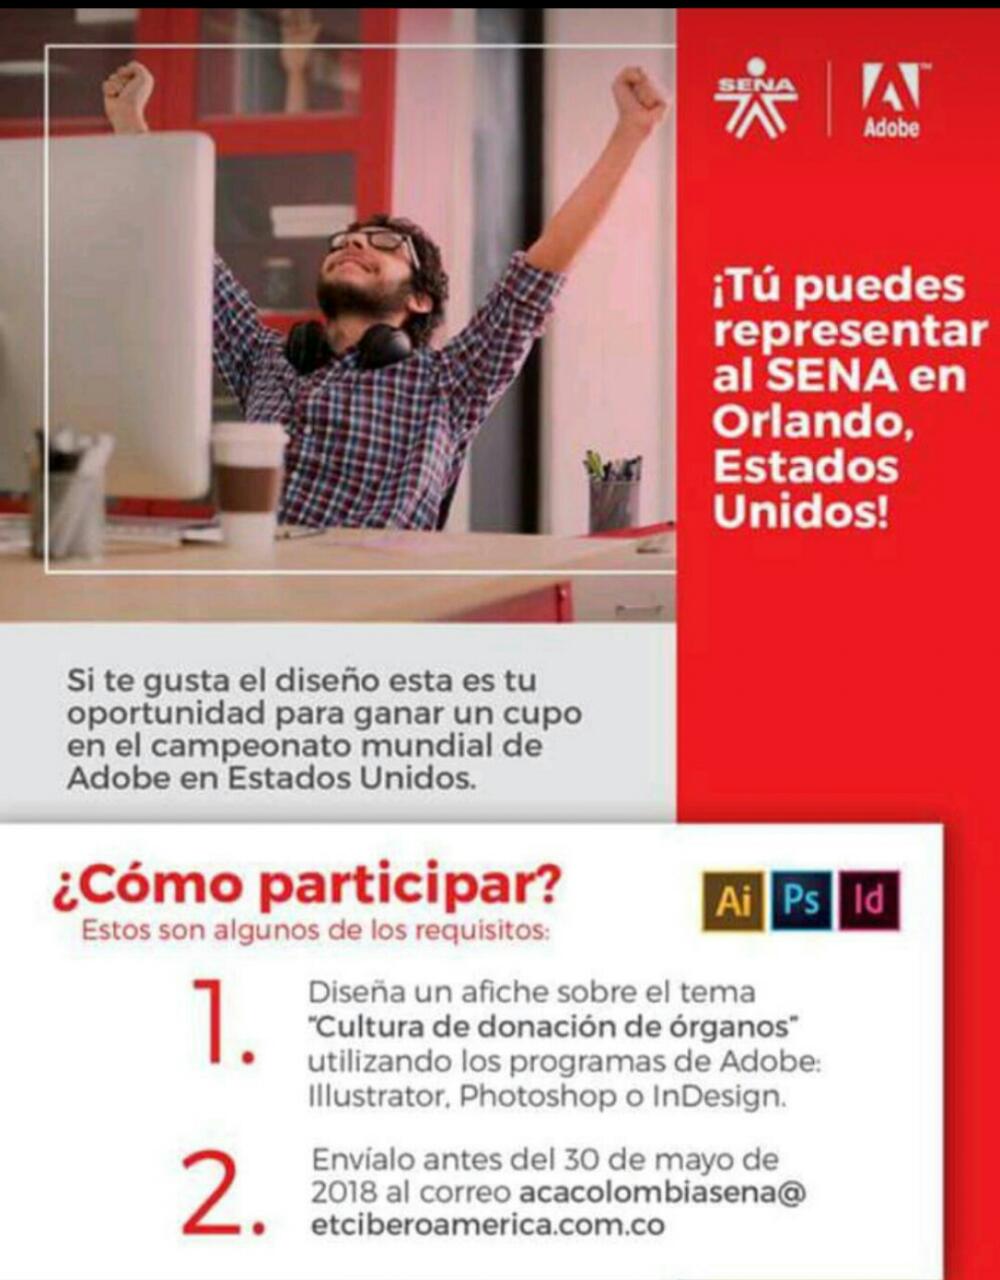 SENA
Adobe™
¡Tú puedes
representar
al SENA en
Orlando,
Estados
Unidos!
Si te gusta el diseño esta es tu
oportunidad para ganar un cupo
en el campeonato mundial de
Adobe en Estados Unidos.
¿Cómo participar?
Estos son algunos de los requisitos:
Ai Ps Id
1. Diseña un afiche sobre el tema
"Cultura de donación de órganos"
utilizando los programas de Adobe:
Illustrator, Photoshop o InDesign.
2. Envíalo antes del 30 de mayo de
2018 al correo acacolombiasena@
etciberoamerica.com.co